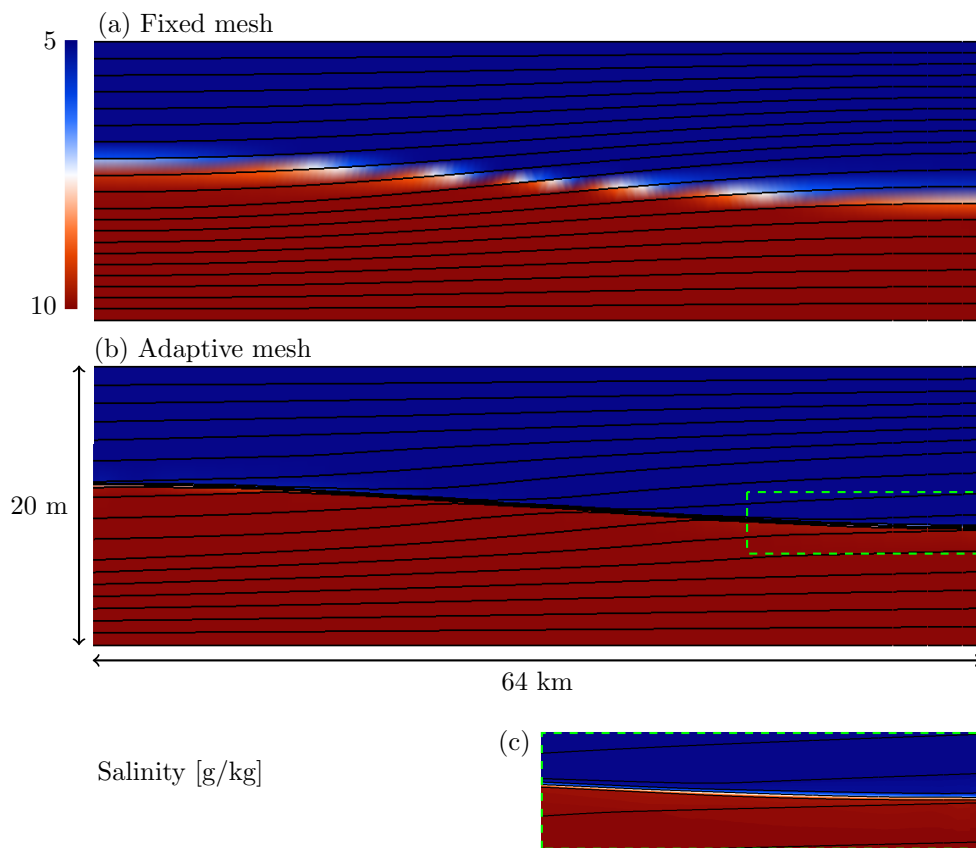 (a) Fixed mesh
5
10
(b) Adaptive mesh
20 m
64 km
(c)
Salinity [g/kg]